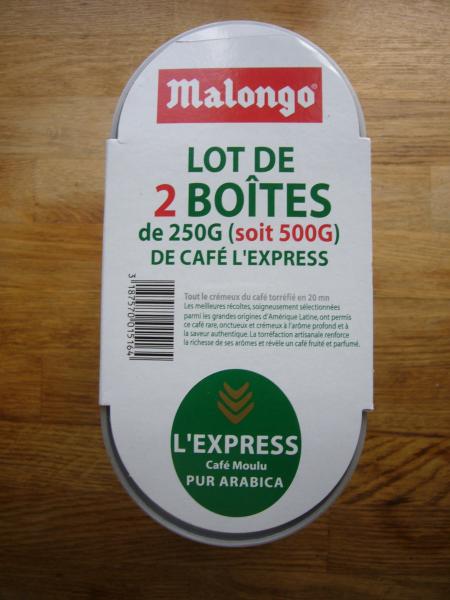 Malongo®
LOT DE
2 BOÎTES
de 250G (soit 500G)
DE CAFÉ L'EXPRESS
Tout le crémeux du café torréfié en 20 mn
Les meilleures récoltes, soigneusement sélectionnées
parmi les grandes origines d'Amérique Latine, ont permis
ce café rare, onctueux et crémeux à l'arôme profond et à
la saveur authentique. La torréfaction artisanale renforce
la richesse de ses arômes et révèle un café fruité et parfumé.
3 187570 015164
L'EXPRESS
Café Moulu
PUR ARABICA